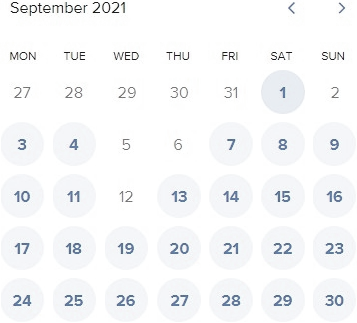 September 2021
MON TUE WED THU FRI SAT SUN
27 28 29 30 31 1 2
3 4 5 6 7 8 9
10 11 12 13 14 15 16
17 18 19 20 21 22 23
24 25 26 27 28 29 30